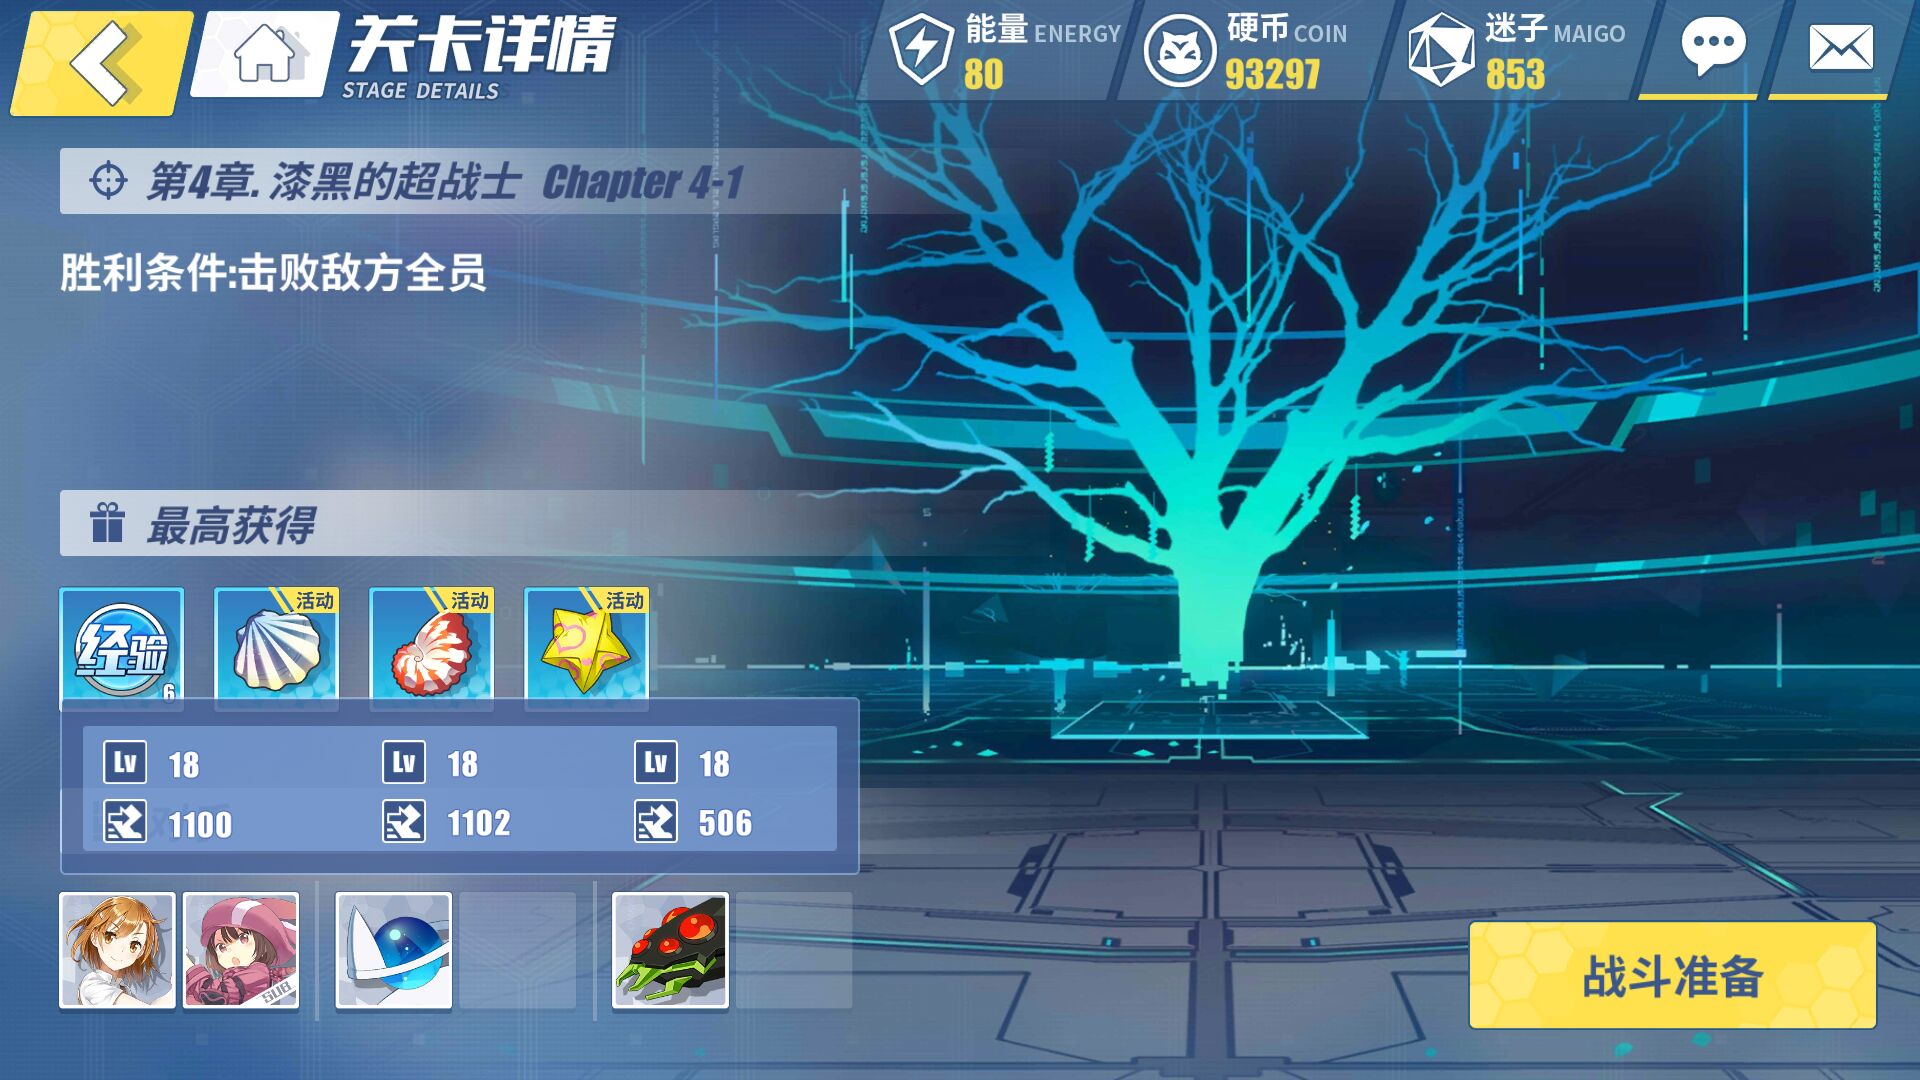 关卡详情
STAGE DETAILS
能量 ENERGY
80
硬币 COIN
93297
迷子 MAIGO
853
第4章. 漆黑的超战士 Chapter 4-1
胜利条件:击败敌方全员
最高获得
经验
6
活动
活动
活动
Lv 18
Lv 18
Lv 18
1100
1102
506
SUB
战斗准备